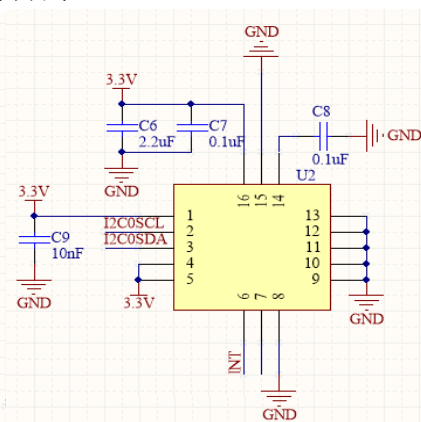 GND
3.3V
C6
2.2uF
C7
0.1uF
C8
0.1uF
GND
GND
U2
16
15
14
3.3V
C9
10nF
GND
I2C0SCL
I2C0SDA
1
2
3
4
5
13
12
11
10
9
3.3V
GND
6
7
8
INT
GND